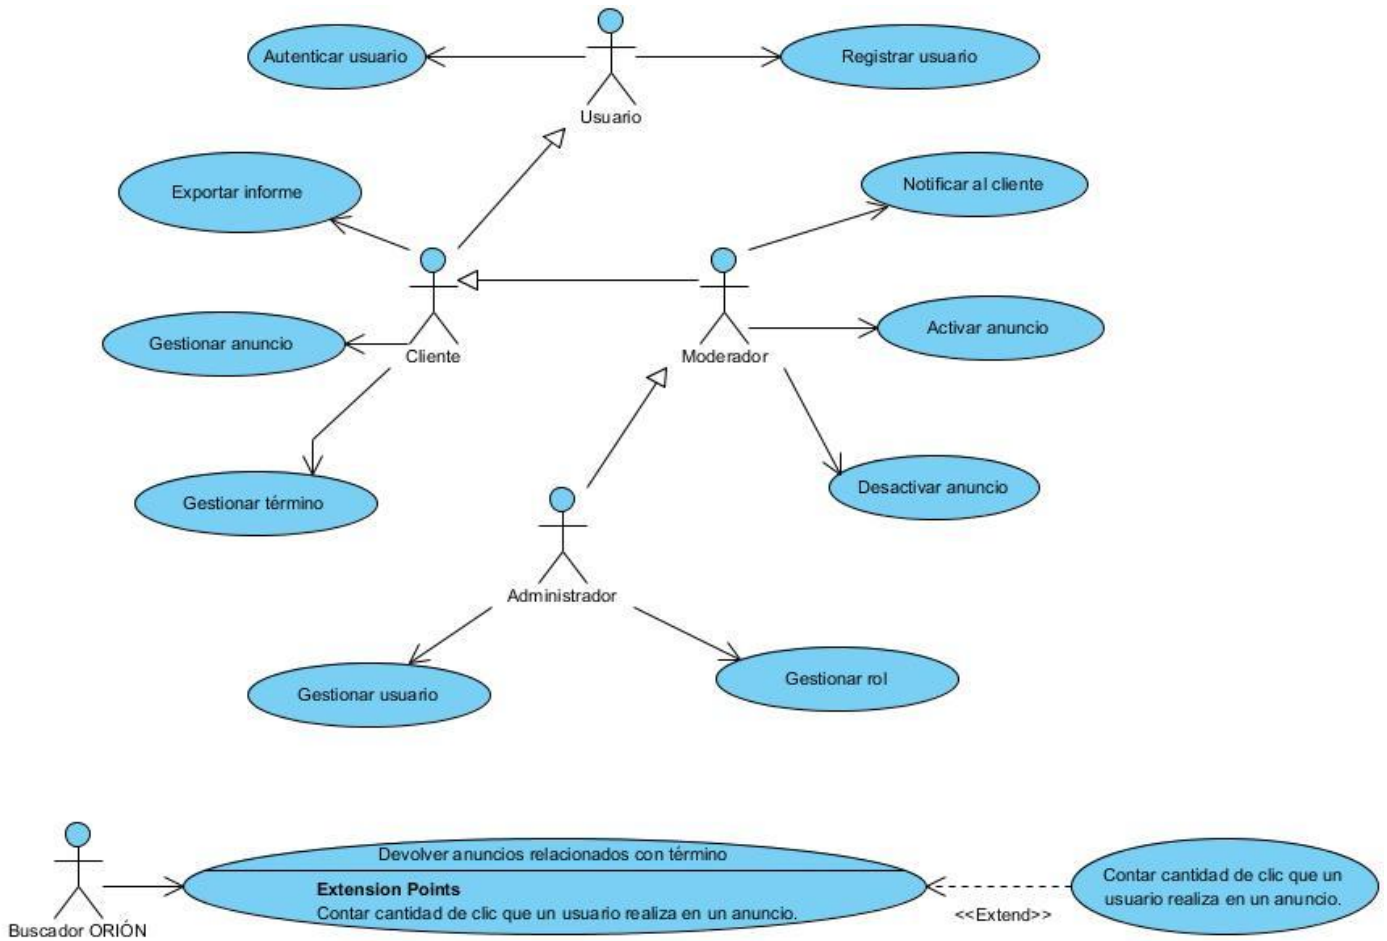 Autenticar usuario
Registrar usuario
Usuario
Exportar informe
Notificar al cliente
Gestionar anuncio
Cliente
Moderador
Activar anuncio
Gestionar término
Desactivar anuncio
Administrador
Gestionar usuario
Gestionar rol
Devolver anuncios relacionados con término
Extension Points
Contar cantidad de clic que un usuario realiza en un anuncio.
Buscador ORIÓN
<<Extend>>
Contar cantidad de clic que un
usuario realiza en un anuncio.